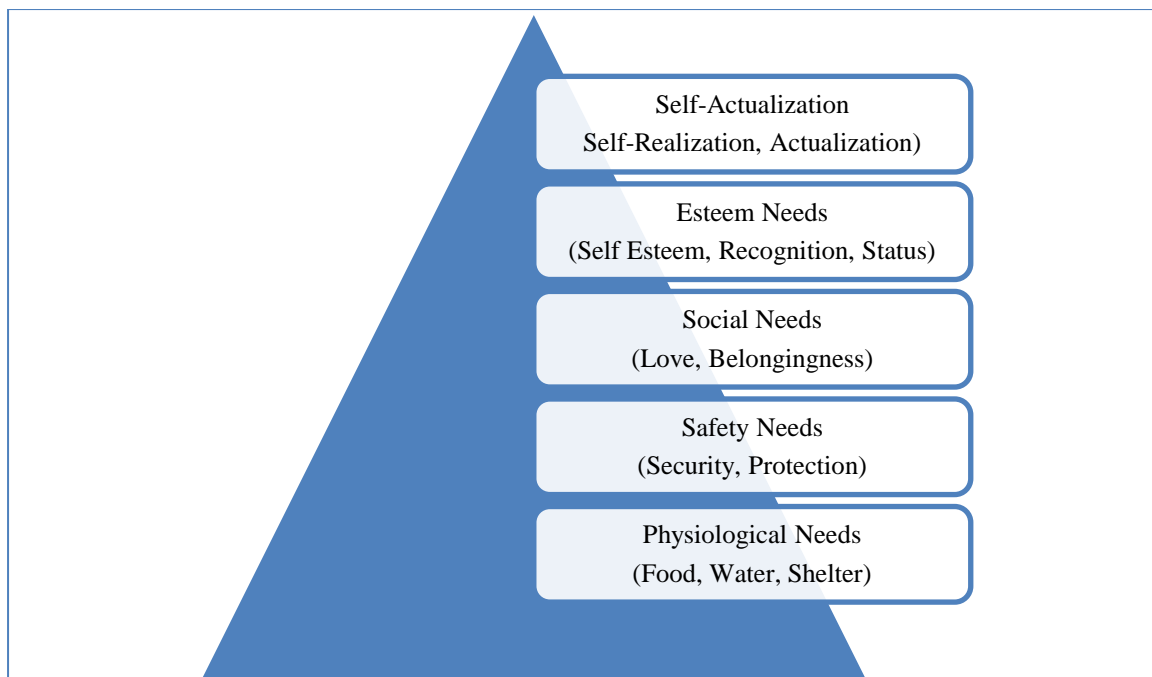 Self-Actualization
Self-Realization, Actualization)
Esteem Needs
(Self Esteem, Recognition, Status)
Social Needs
(Love, Belongingness)
Safety Needs
(Security, Protection)
Physiological Needs
(Food, Water, Shelter)